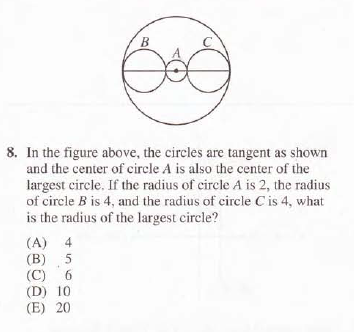 B
A
C
8. In the figure above, the circles are tangent as shown
and the center of circle A is also the center of the
largest circle. If the radius of circle A is 2, the radius
of circle B is 4, and the radius of circle C is 4, what
is the radius of the largest circle?
(A) 4
(B) 5
(C) 6
(D) 10
(E) 20